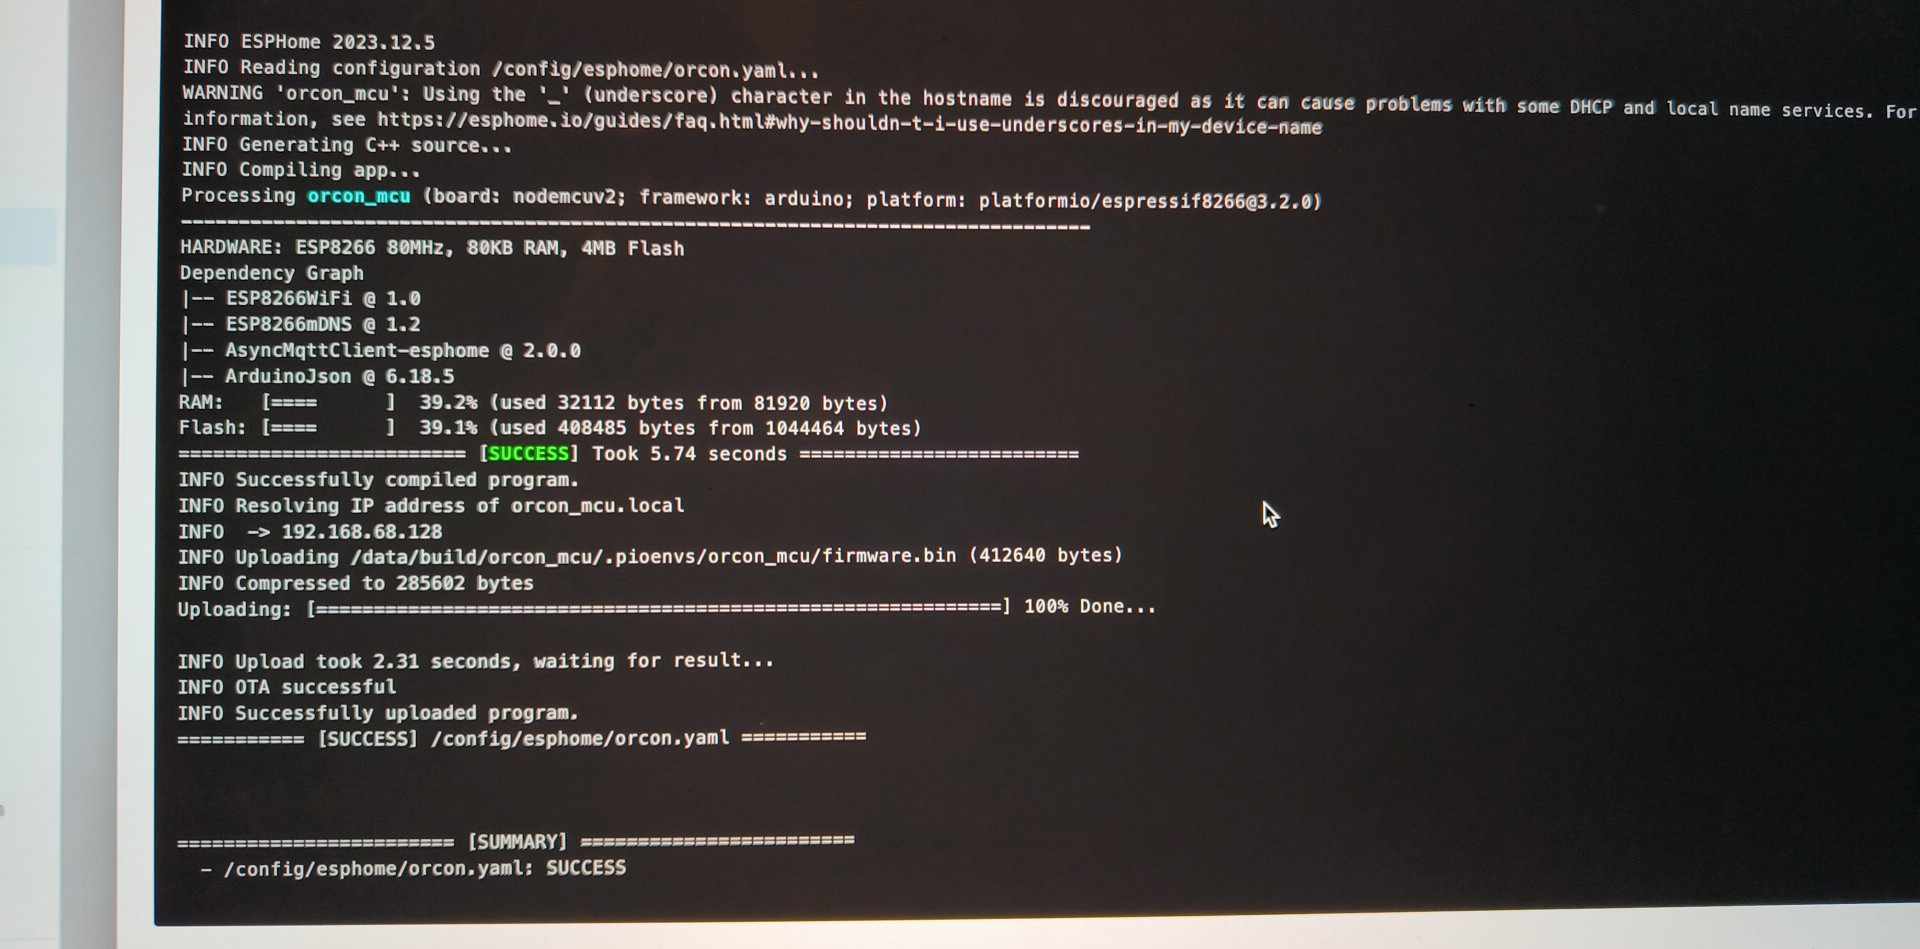 INFO ESPHome 2023.12.5
INFO Reading configuration /config/esphome/orcon.yaml...
WARNING 'orcon_mcu': Using the '_' (underscore) character in the hostname is discouraged as it can cause problems with some DHCP and local name services. For
information, see https://esphome.io/guides/faq.html#why-shouldn-t-i-use-underscores-in-my-device-name
INFO Generating C++ source...
INFO Compiling app...
Processing orcon_mcu (board: nodemcuv2; framework: arduino; platform: platformio/espressif8266@3.2.0)
--------------------------------------------------------------------------------
HARDWARE: ESP8266 80MHz, 80KB RAM, 4MB Flash
Dependency Graph
|-- ESP8266WiFi @ 1.0
|-- ESP8266mDNS @ 1.2
|-- AsyncMqttClient-esphome @ 2.0.0
|-- ArduinoJson @ 6.18.5
RAM:   [====      ]  39.2% (used 32112 bytes from 81920 bytes)
Flash: [====      ]  39.1% (used 408485 bytes from 1044464 bytes)
========================= [SUCCESS] Took 5.74 seconds =========================
INFO Successfully compiled program.
INFO Resolving IP address of orcon_mcu.local
INFO  -> 192.168.68.128
INFO Uploading /data/build/orcon_mcu/.pioenvs/orcon_mcu/firmware.bin (412640 bytes)
INFO Compressed to 285602 bytes
Uploading: [============================================================] 100% Done...
INFO Upload took 2.31 seconds, waiting for result...
INFO OTA successful
INFO Successfully uploaded program.
=========== [SUCCESS] /config/esphome/orcon.yaml ===========
======================== [SUMMARY] ========================
  - /config/esphome/orcon.yaml: SUCCESS